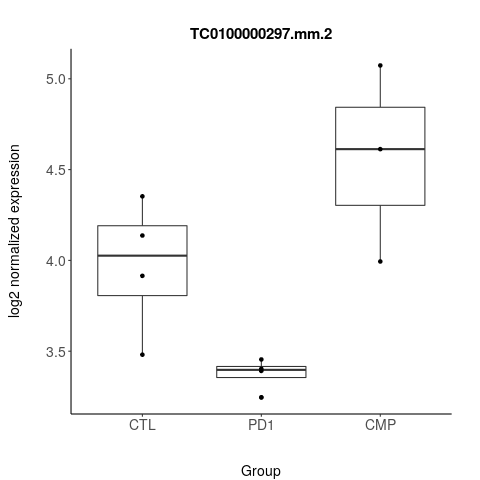 TC0100000297.mm.2
log2 normalized expression
5.0
4.5
4.0
3.5
CTL PD1 CMP
Group